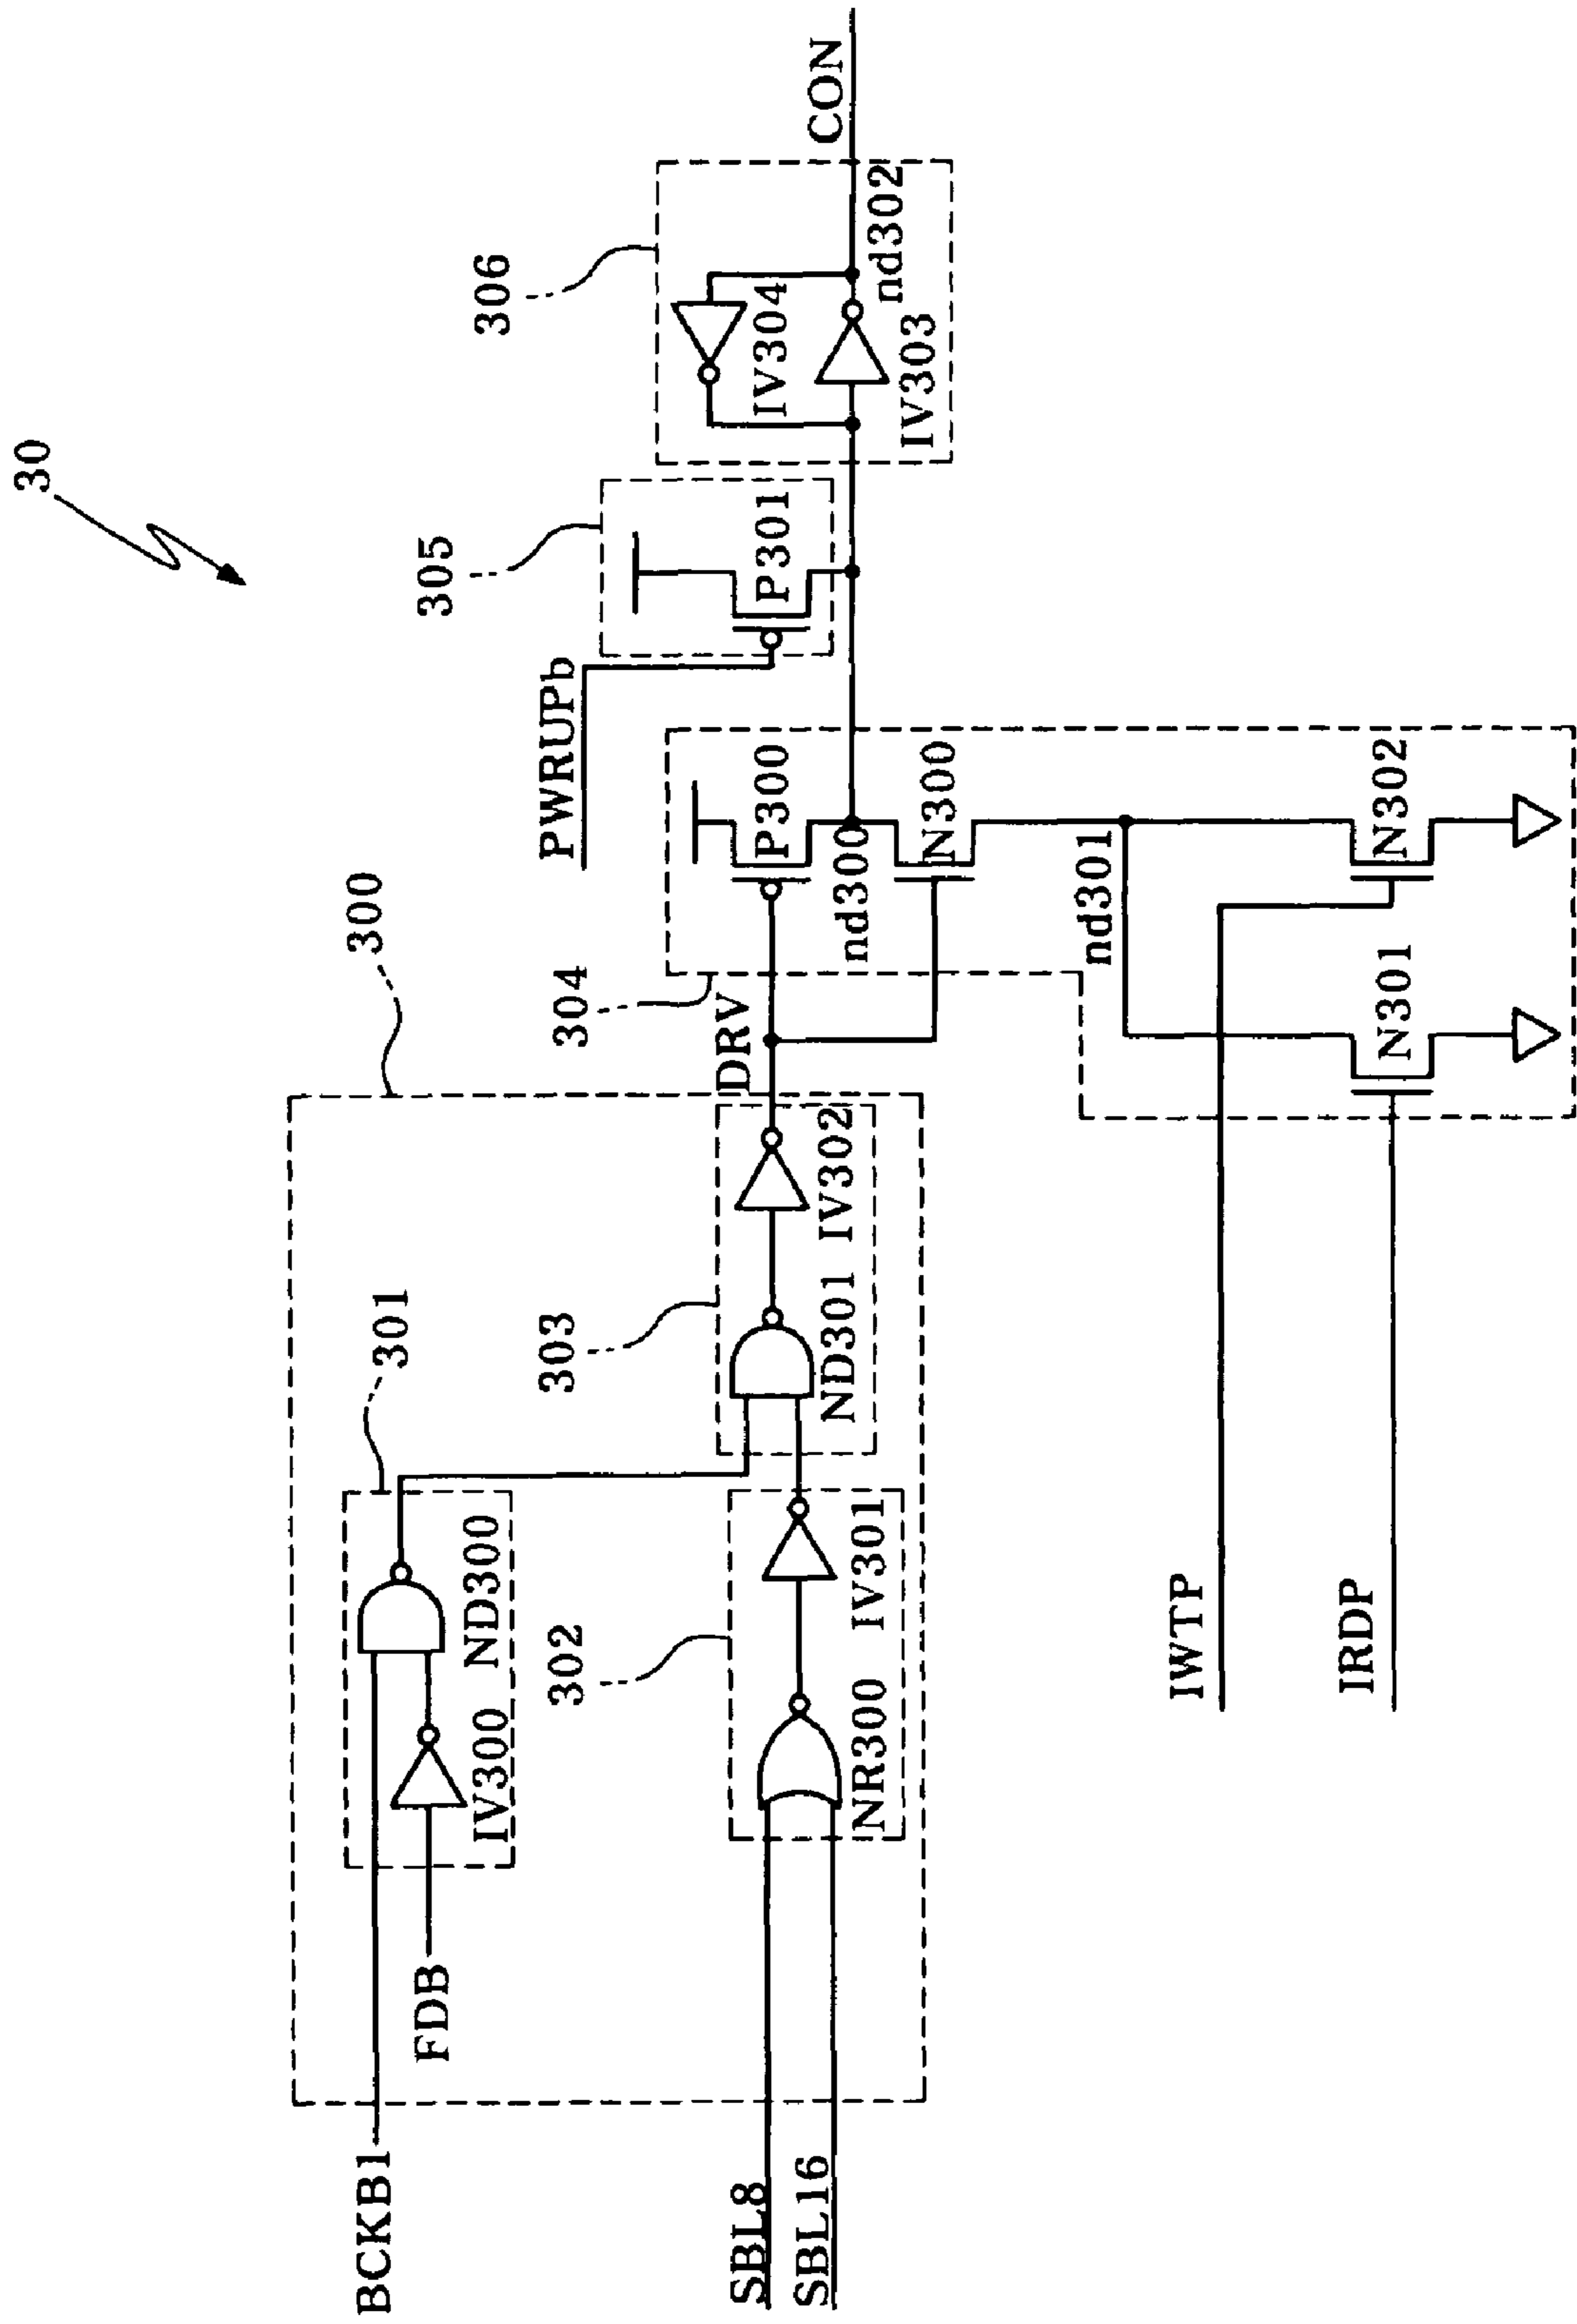 30
300
301
BCKB1
FDB
IV300
ND300
302
SBL8
SBL16
NR300
IV301
303
ND301
IV302
DRV
304
P300
nd300
N300
nd301
N301
N302
IWTP
IRDP
305
PWRUPb
P301
306
IV304
IV303
nd302
CON